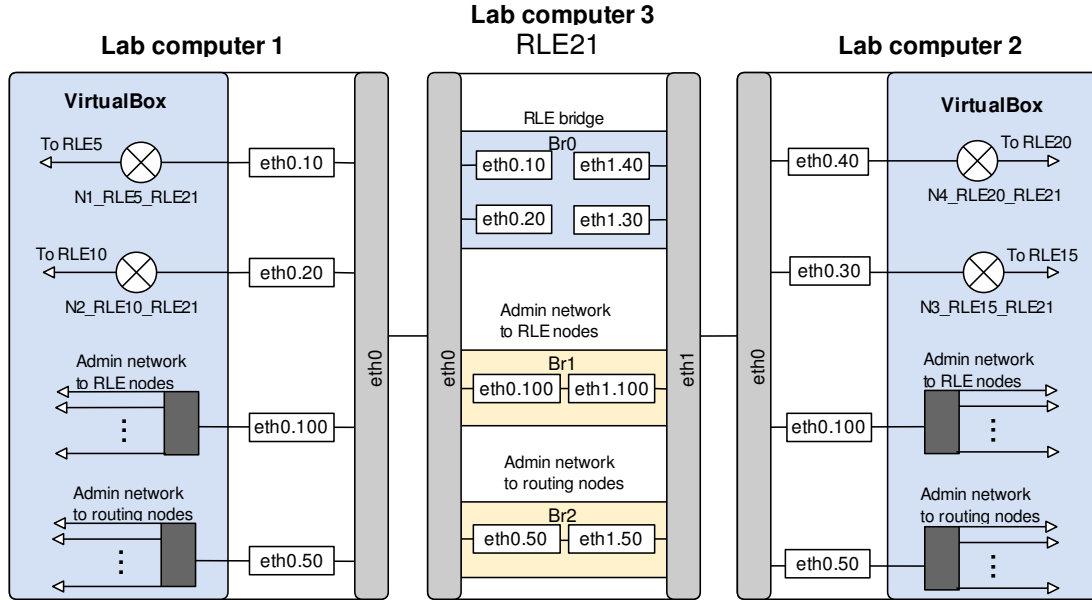 Lab computer 1
VirtualBox
To RLE5
eth0.10
N1_RLE5_RLE21
To RLE10
eth0.20
N2_RLE10_RLE21
Admin network
to RLE nodes
eth0.100
Admin network
to routing nodes
eth0.50
eth0
Lab computer 3
RLE21
eth0
RLE bridge
Br0
eth0.10
eth1.40
eth0.20
eth1.30
Admin network
to RLE nodes
Br1
eth0.100
eth1.100
Admin network
to routing nodes
Br2
eth0.50
eth1.50
eth1
Lab computer 2
eth0
VirtualBox
eth0.40
To RLE20
N4_RLE20_RLE21
eth0.30
To RLE15
N3_RLE15_RLE21
Admin network
to RLE nodes
eth0.100
Admin network
to routing nodes
eth0.50